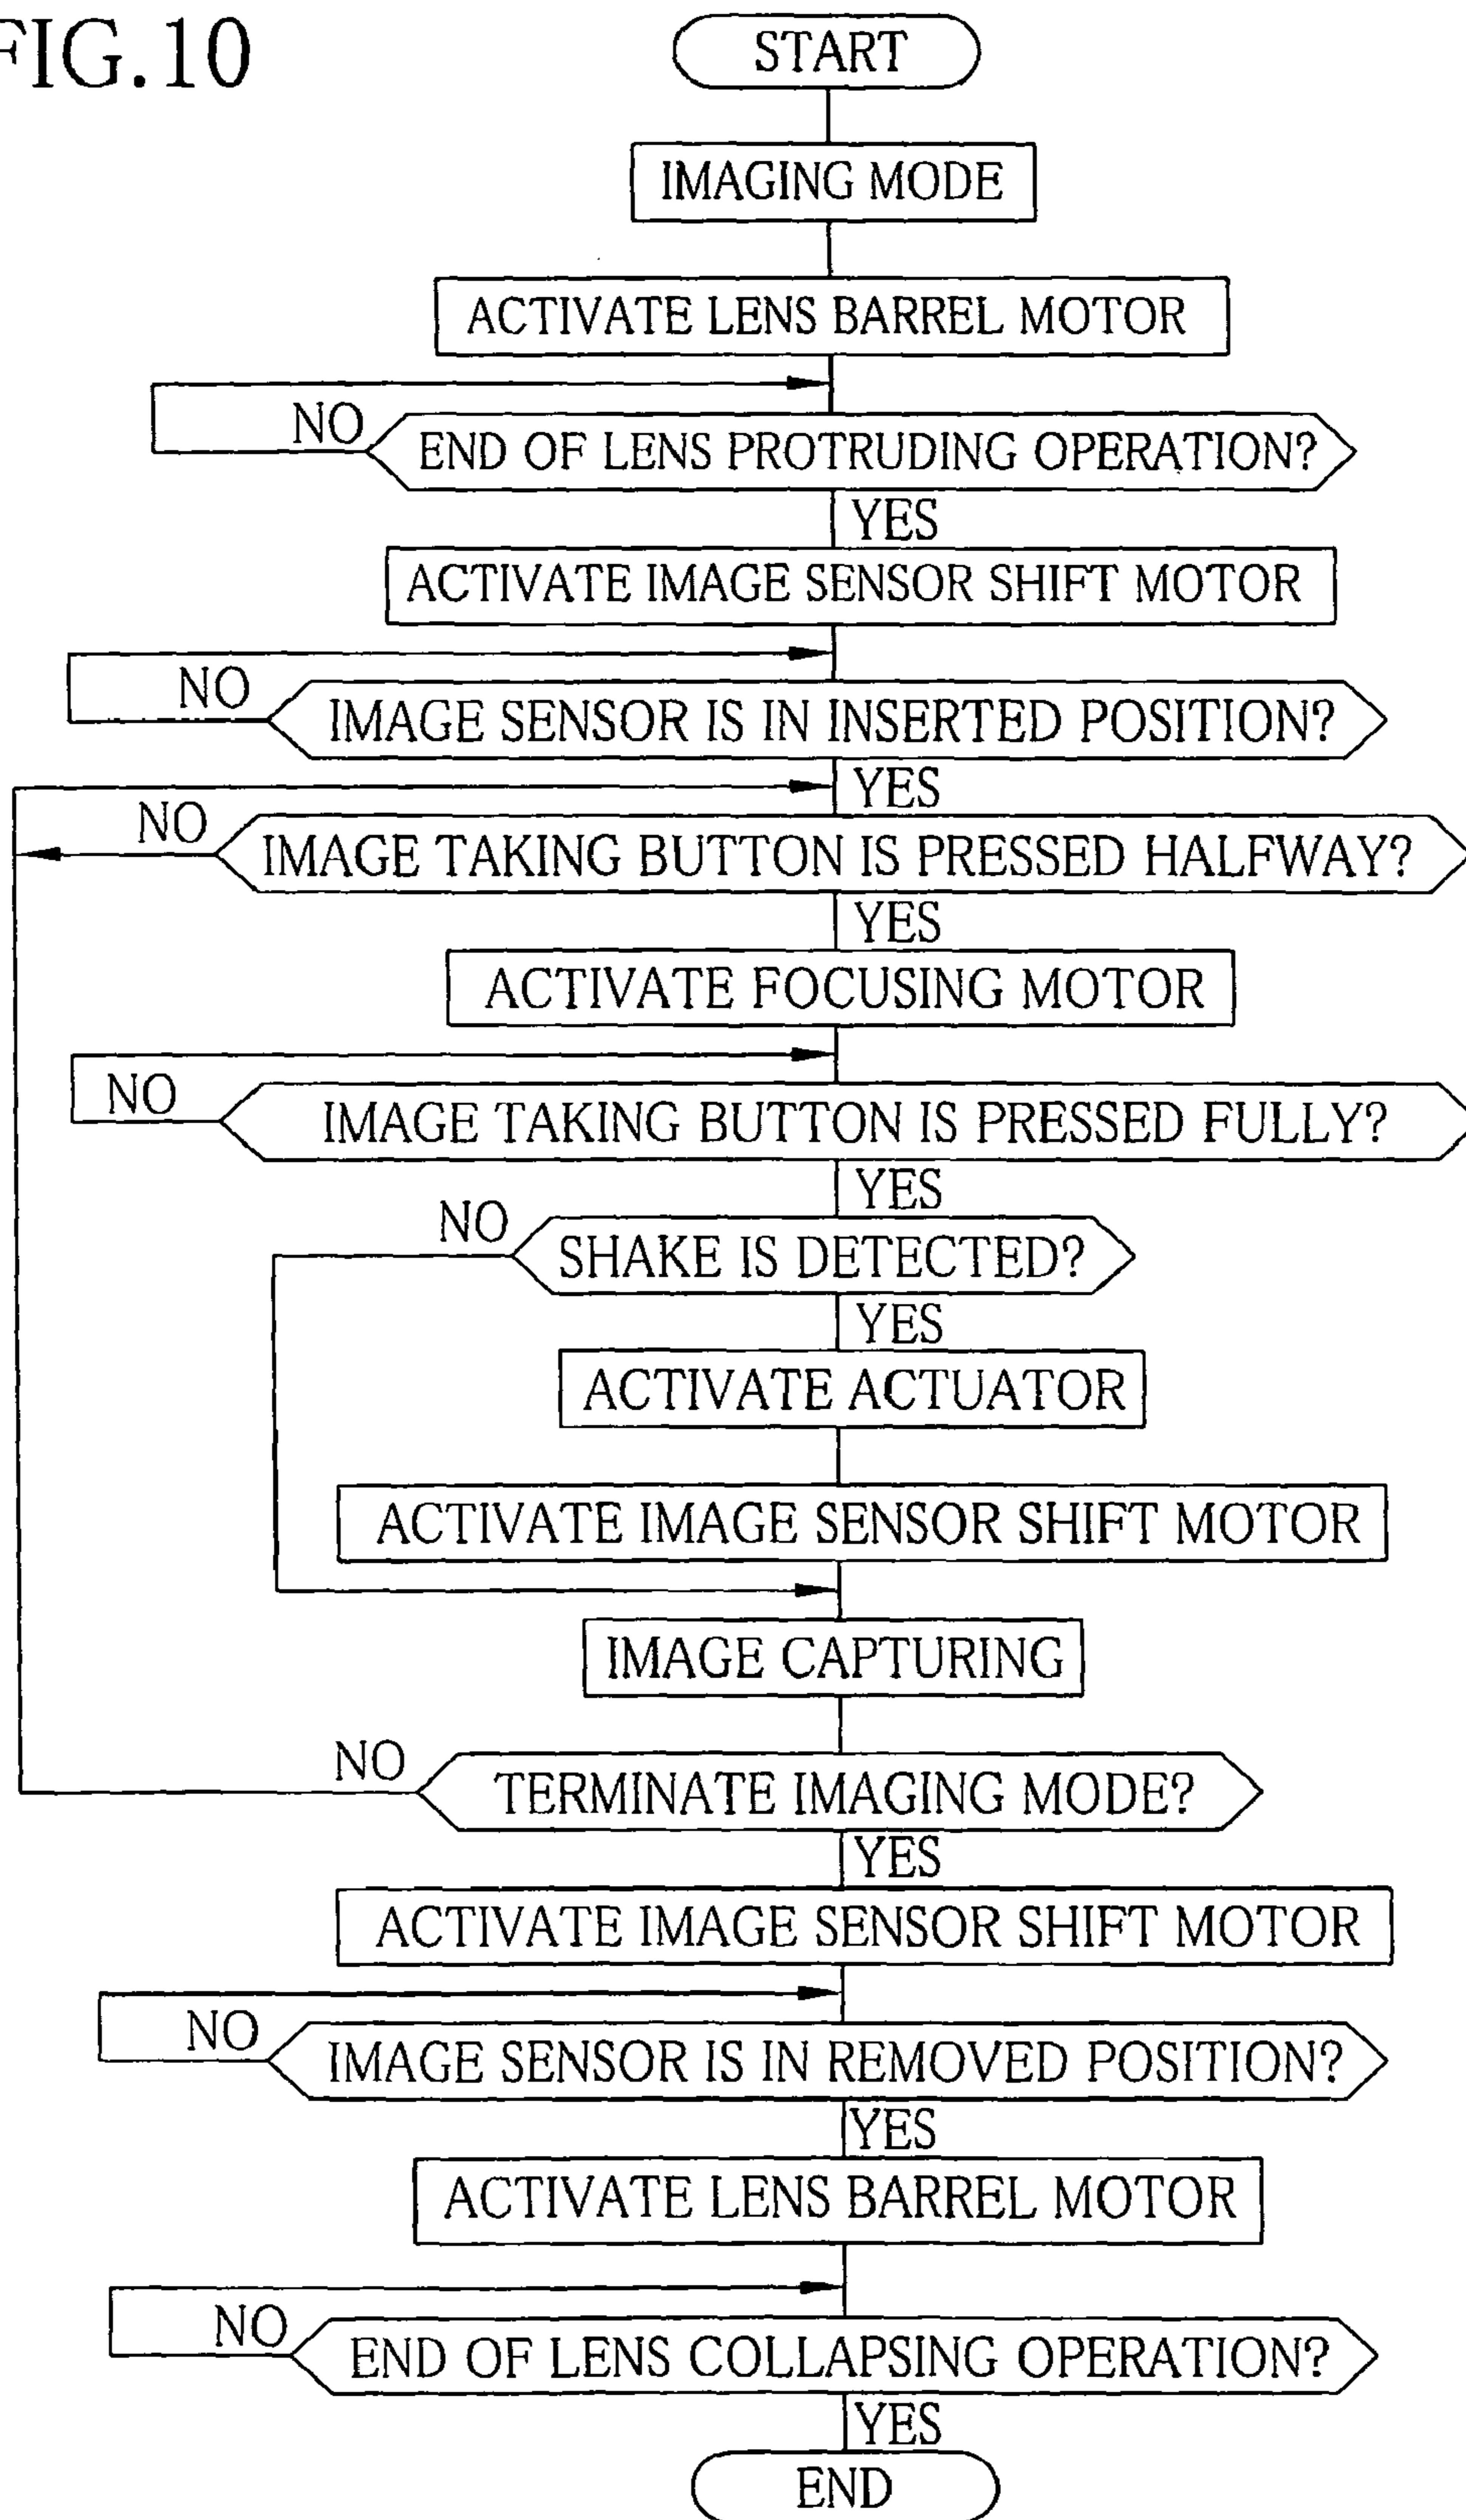 FIG.10
START
IMAGING MODE
ACTIVATE LENS BARREL MOTOR
NO
END OF LENS PROTRUDING OPERATION?
YES
ACTIVATE IMAGE SENSOR SHIFT MOTOR
NO
IMAGE SENSOR IS IN INSERTED POSITION?
YES
NO
IMAGE TAKING BUTTON IS PRESSED HALFWAY?
YES
ACTIVATE FOCUSING MOTOR
NO
IMAGE TAKING BUTTON IS PRESSED FULLY?
YES
NO
SHAKE IS DETECTED?
YES
ACTIVATE ACTUATOR
ACTIVATE IMAGE SENSOR SHIFT MOTOR
IMAGE CAPTURING
NO
TERMINATE IMAGING MODE?
YES
ACTIVATE IMAGE SENSOR SHIFT MOTOR
NO
IMAGE SENSOR IS IN REMOVED POSITION?
YES
ACTIVATE LENS BARREL MOTOR
NO
END OF LENS COLLAPSING OPERATION?
YES
END